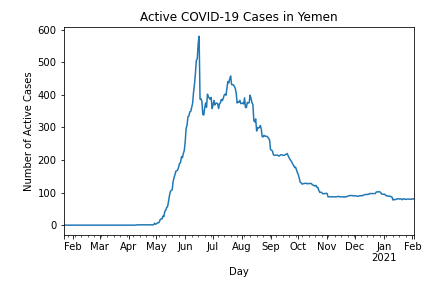 Active COVID-19 Cases in Yemen
Number of Active Cases
600
500
400
300
200
100
0
Feb Mar Apr May Jun Jul Aug Sep Oct Nov Dec Jan Feb
2021
Day